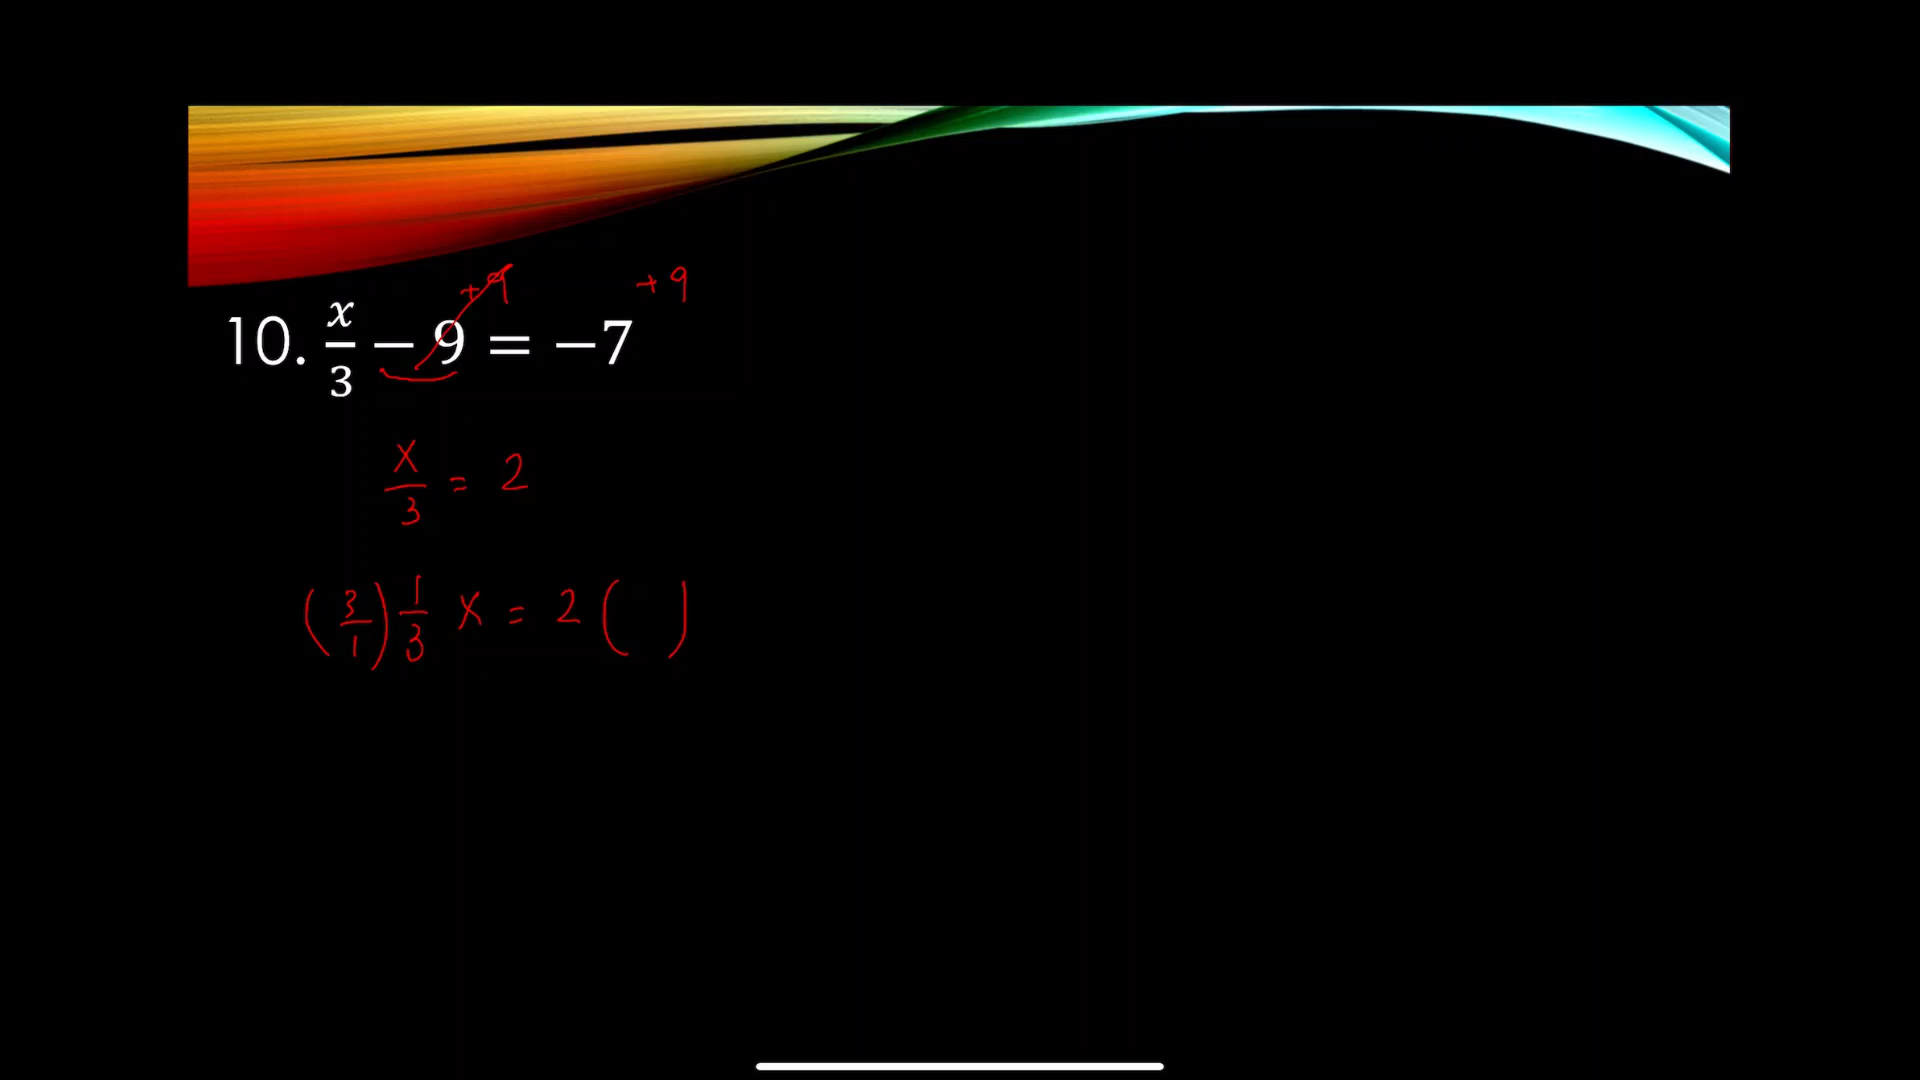 +9 +9
10. x/3 − 9 = −7
x/3 = 2
(3/1) 1/3 x = 2 ( )